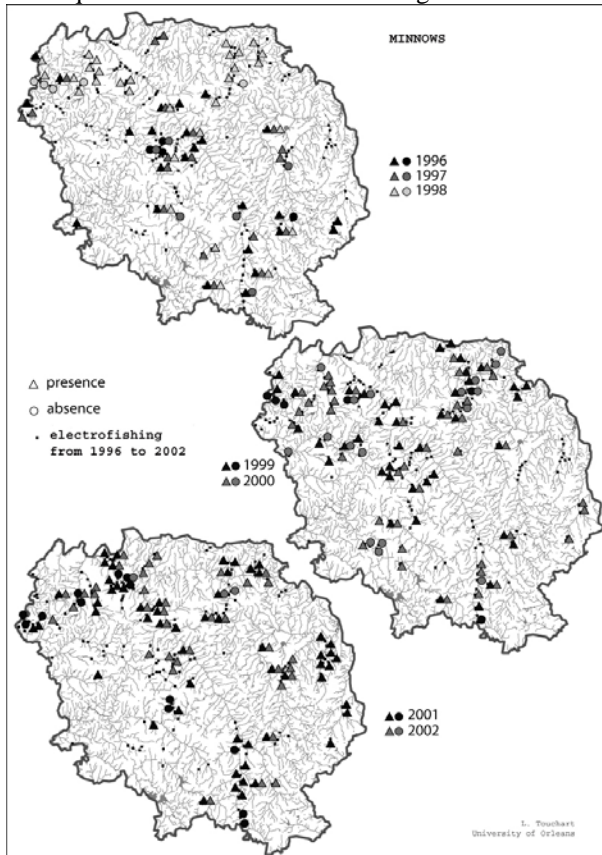 MINNOWS
1996
1997
1998
presence
absence
electrofishing
from 1996 to 2002
1999
2000
2001
2002
L. Touchart
University of Orleans